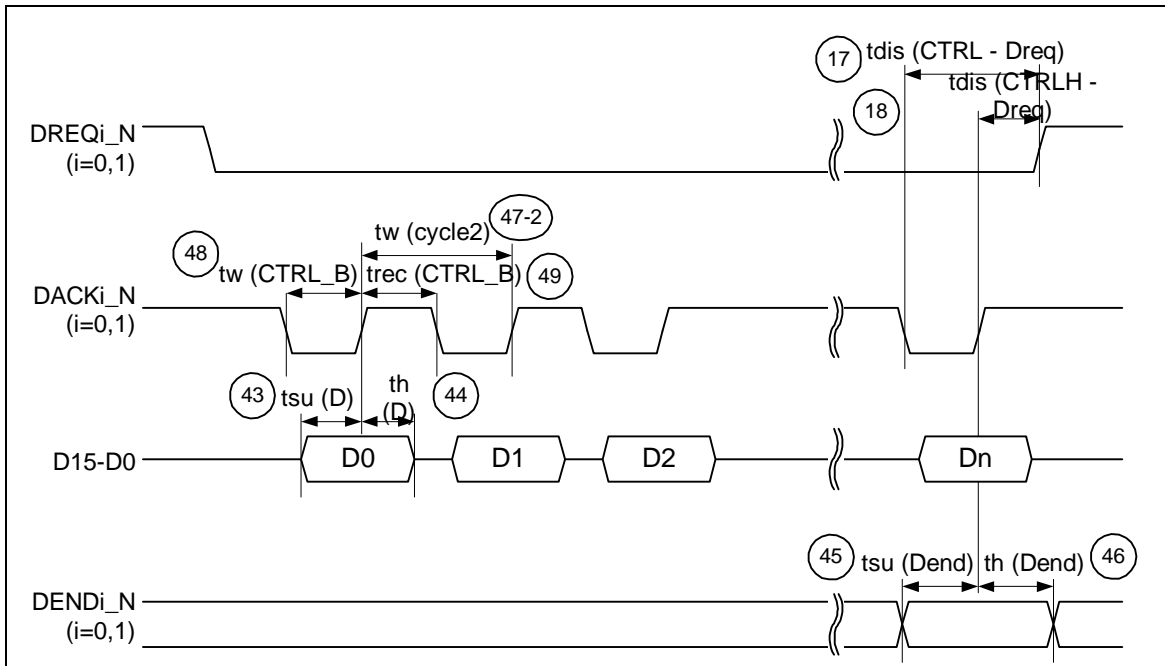 17 tdis (CTRL - Dreq)
18 tdis (CTRLH -
Dreq)
DREQi_N
(i=0,1)
48 tw (CTRL_B)
tw (cycle2) 47-2
trec (CTRL_B) 49
DACKi_N
(i=0,1)
43 tsu (D)
th
(D) 44
D15-D0
D0
D1
D2
Dn
45 tsu (Dend)
th (Dend) 46
DENDi_N
(i=0,1)